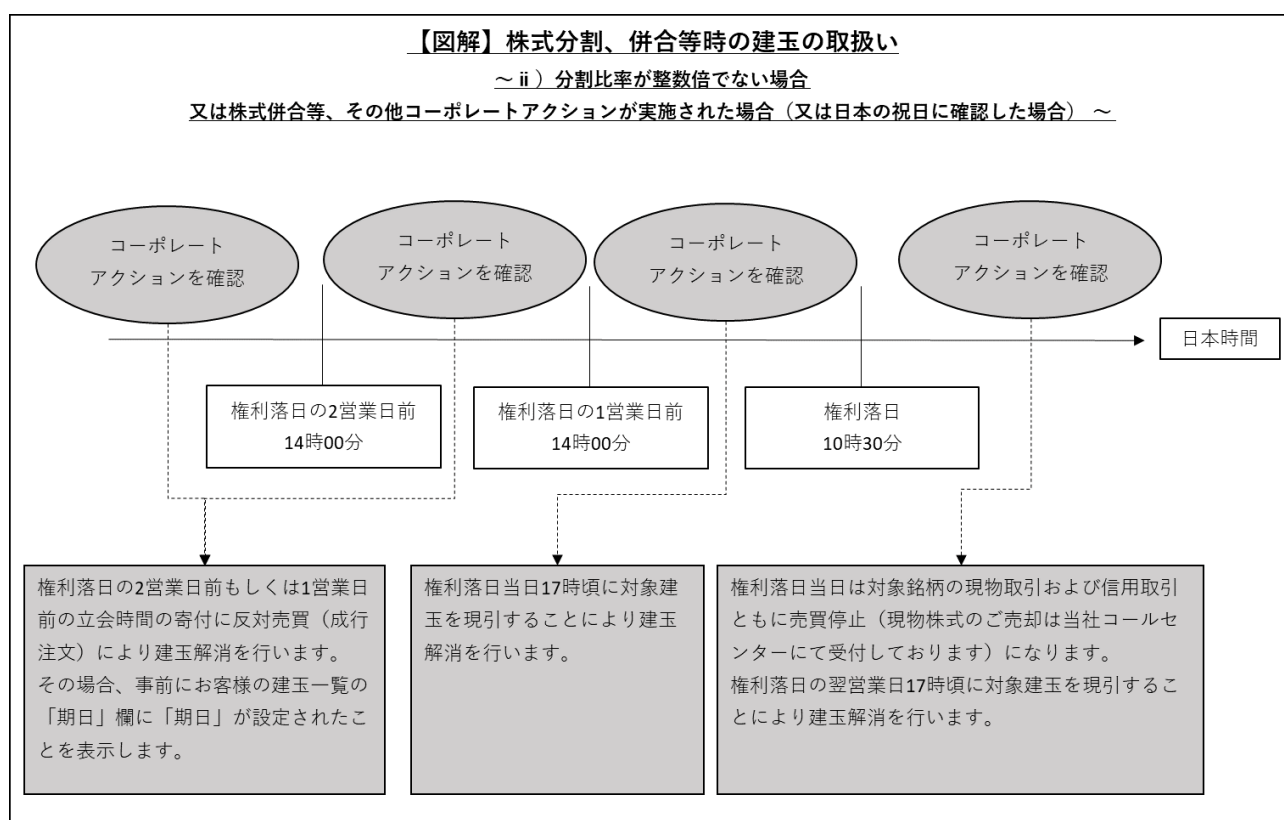 【図解】株式分割、併合等時の建玉の取扱い
～ ⅱ ）分割比率が整数倍でない場合
又は株式併合等、その他コーポレートアクションが実施された場合（又は日本の祝日に確認した場合） ～
コーポレート
アクションを確認
コーポレート
アクションを確認
コーポレート
アクションを確認
コーポレート
アクションを確認
日本時間
権利落日の2営業日前
14時00分
権利落日の1営業日前
14時00分
権利落日
10時30分
権利落日の2営業日前もしくは1営業日
前の立会時間の寄付に反対売買（成行
注文）により建玉解消を行います。
その場合、事前にお客様の建玉一覧の
「期日」欄に「期日」が設定されたこ
とを表示します。
権利落日当日17時頃に対象建
玉を現引することにより建玉
解消を行います。
権利落日当日は対象銘柄の現物取引および信用取引
ともに売買停止（現物株式のご売却は当社コールセ
ンターにて受付しております）になります。
権利落日の翌営業日17時頃に対象建玉を現引するこ
とにより建玉解消を行います。